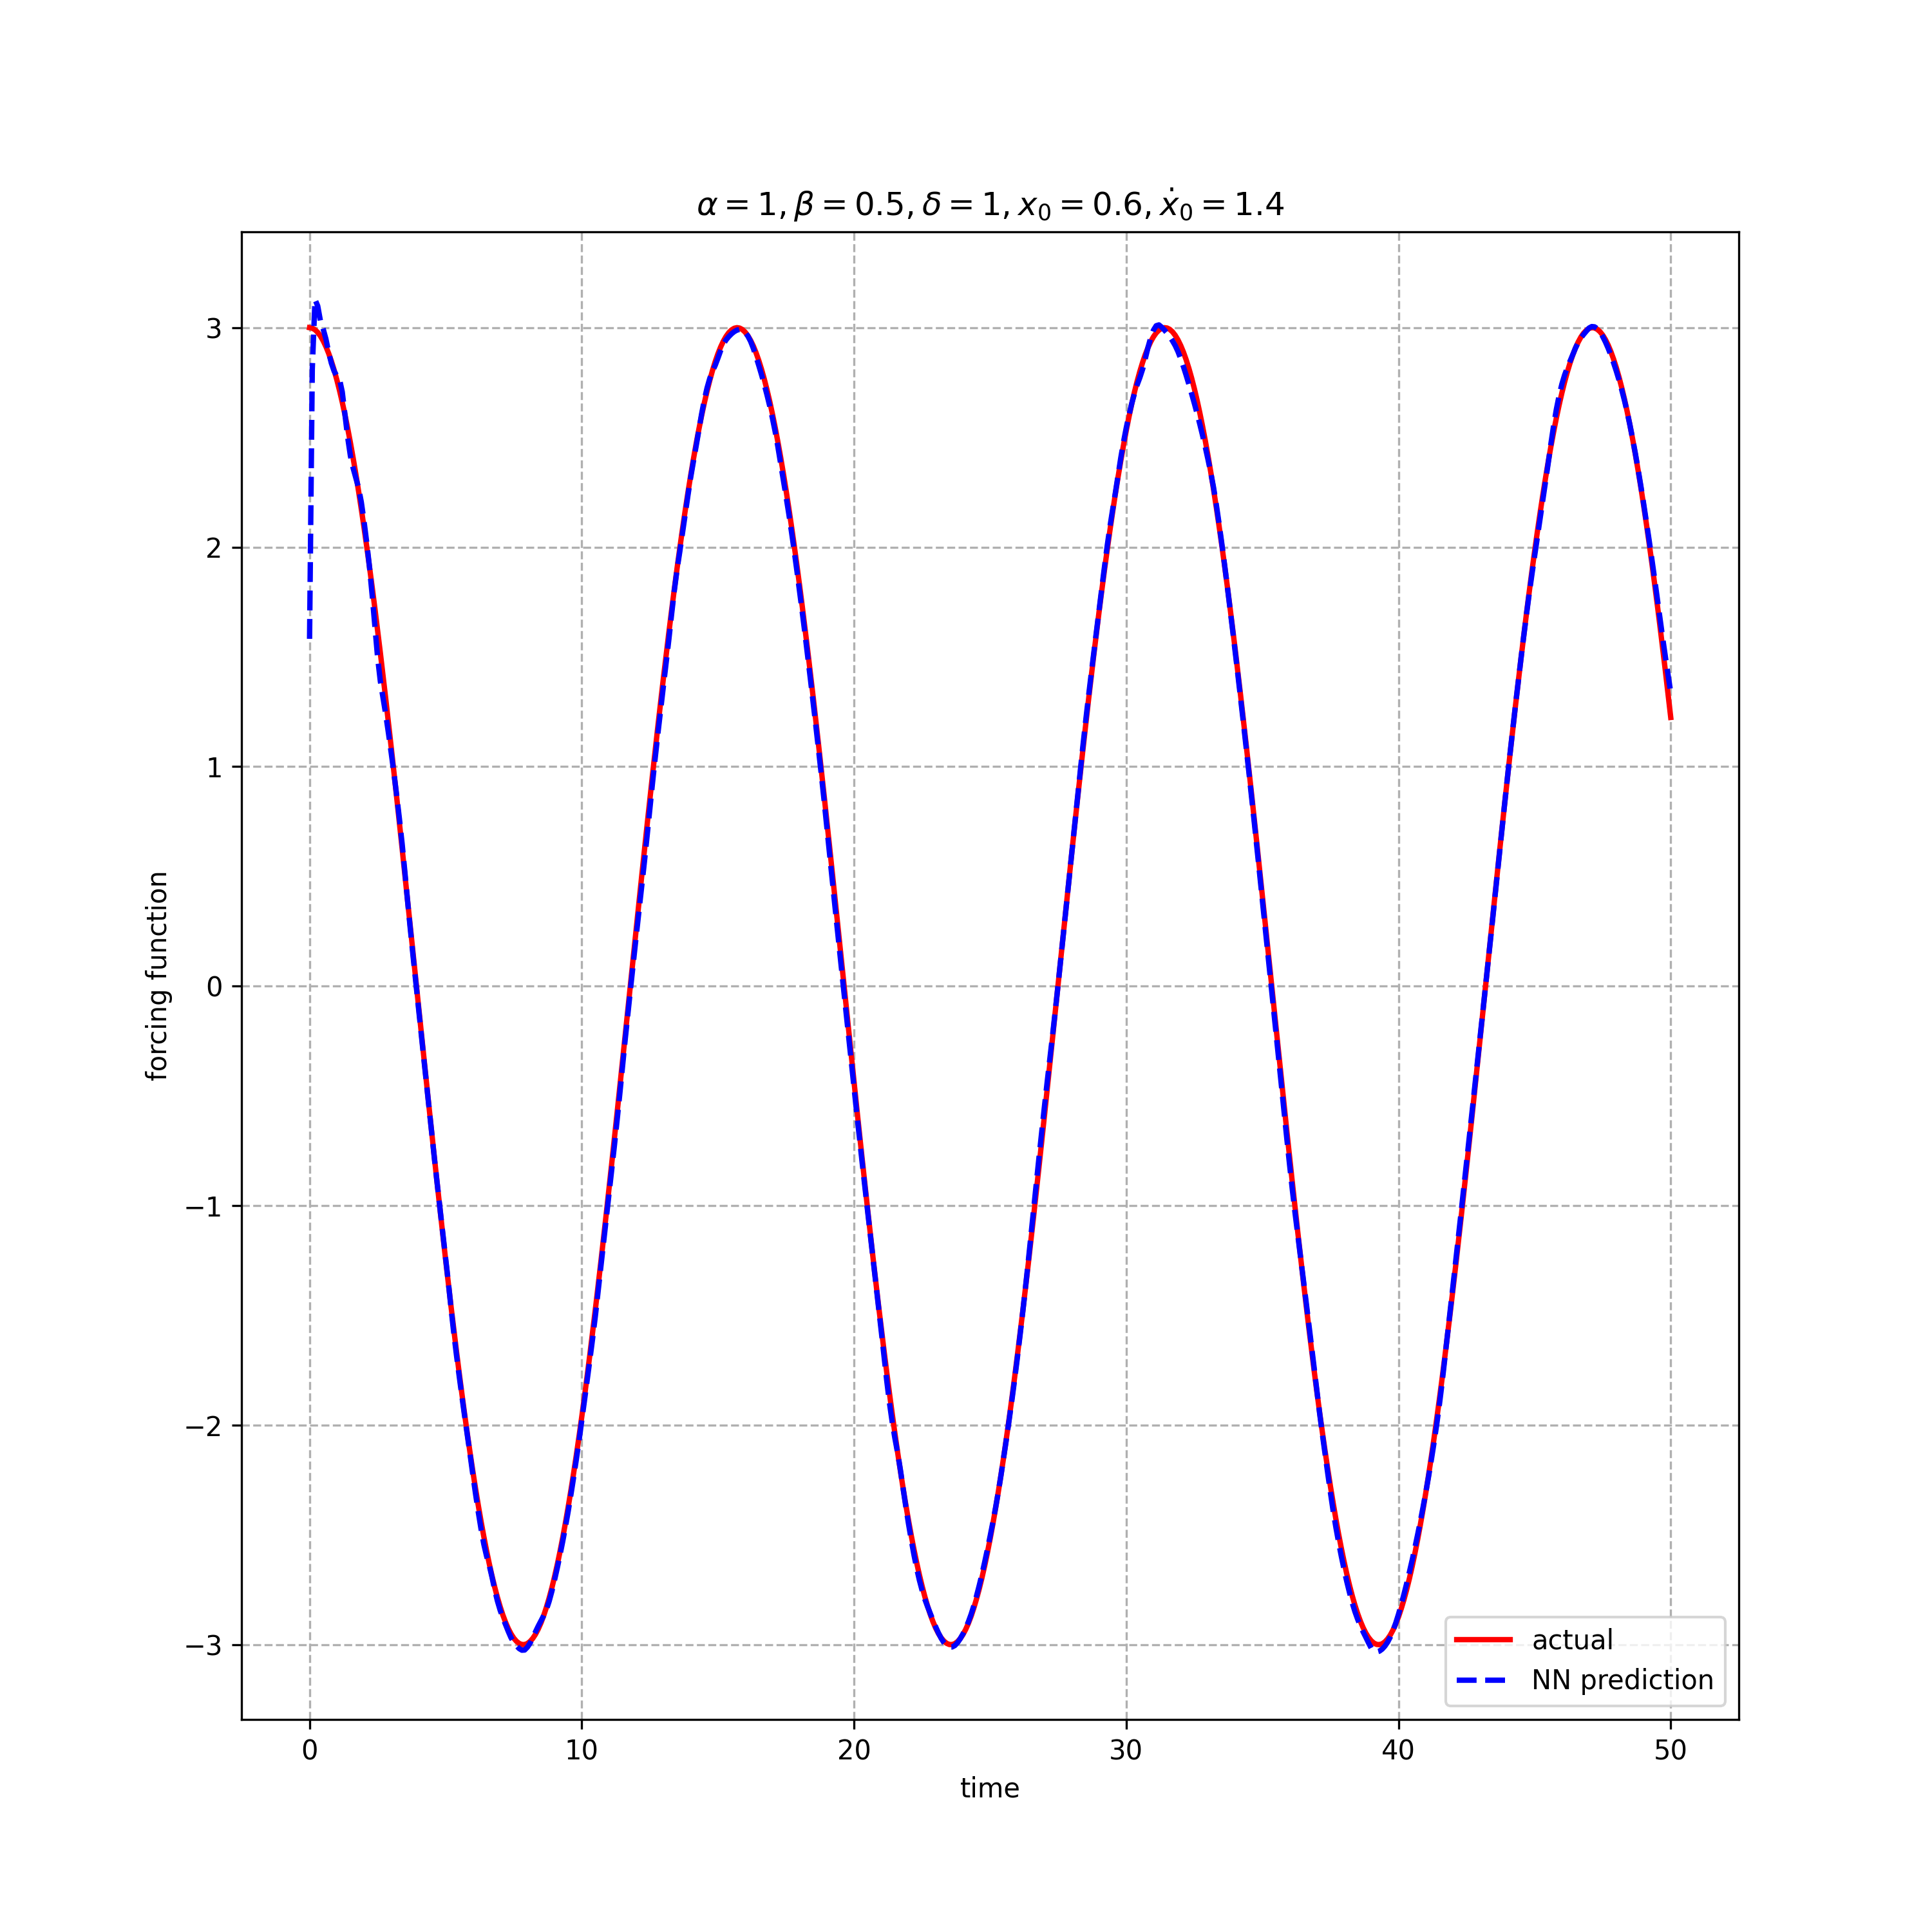 α = 1, β = 0.5, δ = 1, x₀ = 0.6, ẋ₀ = 1.4
forcing function
3
2
1
0
−1
−2
−3
actual
NN prediction
0 10 20 30 40 50
time